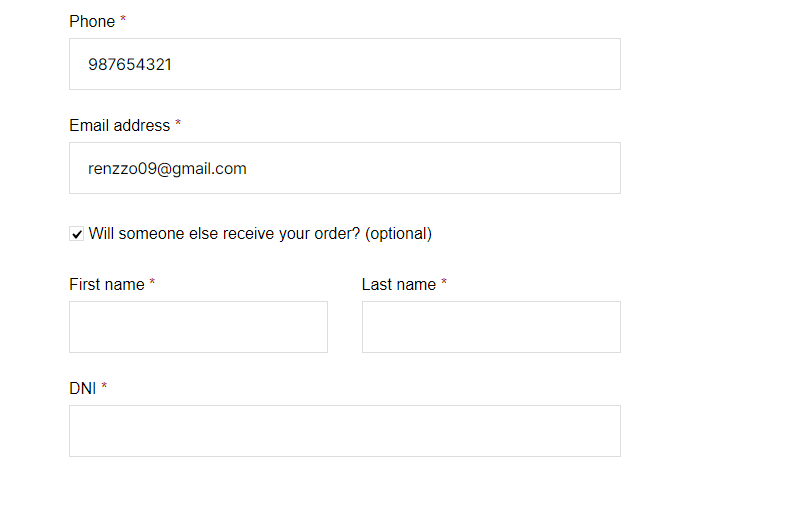 Phone *
987654321
Email address *
renzzo09@gmail.com
Will someone else receive your order? (optional)
First name * Last name *
DNI *